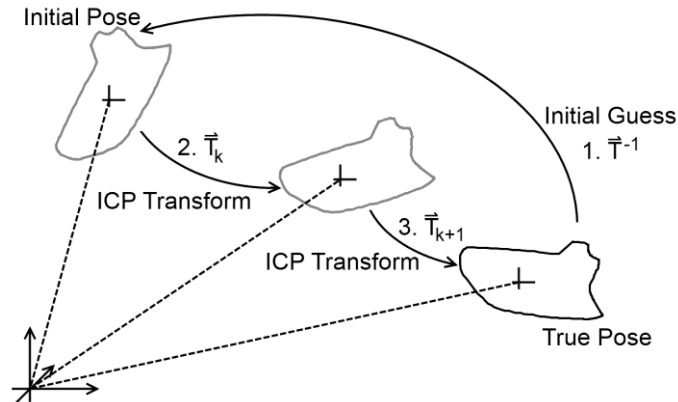 Initial Pose
Initial Guess
1. T⃗⁻¹
2. T⃗ₖ
ICP Transform
3. T⃗ₖ₊₁
ICP Transform
True Pose